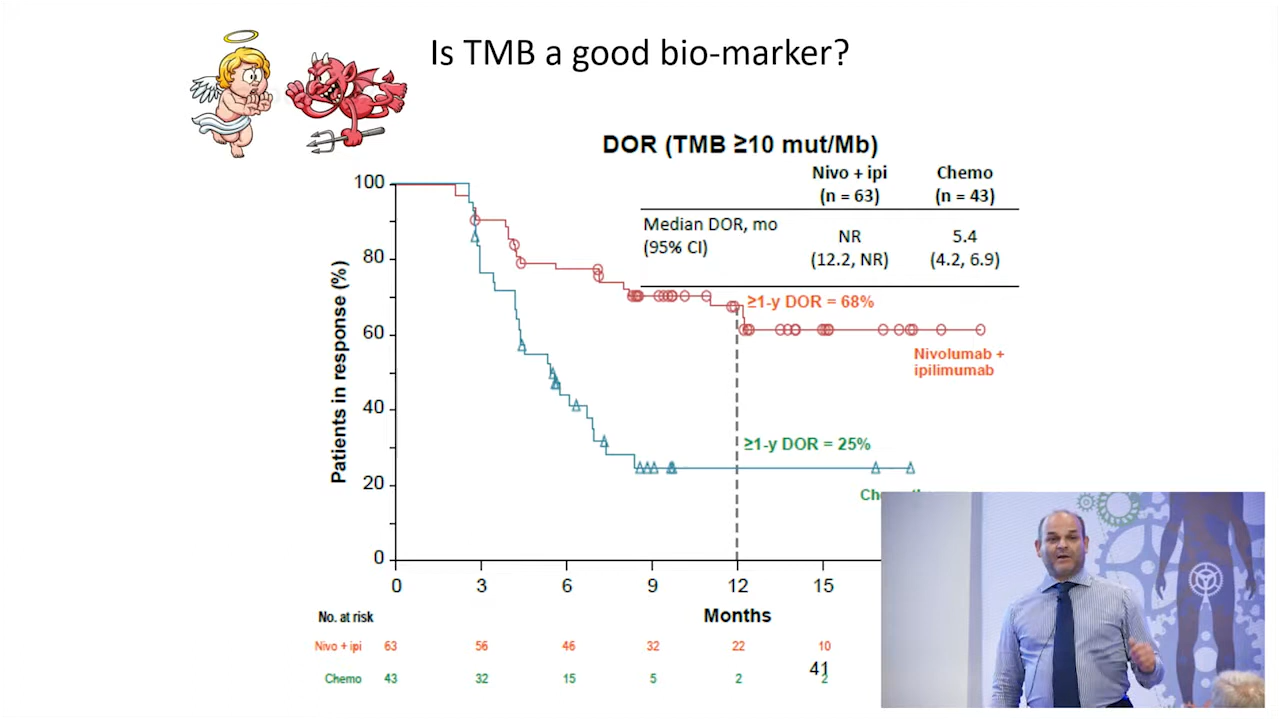 Is TMB a good bio-marker?
DOR (TMB ≥10 mut/Mb)
Nivo + ipi
(n = 63)
Chemo
(n = 43)
Median DOR, mo
(95% CI)
NR
(12.2, NR)
5.4
(4.2, 6.9)
Patients in response (%)
100
80
60
40
20
0
≥1-y DOR = 68%
Nivolumab +
ipilimumab
≥1-y DOR = 25%
0 3 6 9 12 15
Months
No. at risk
Nivo + ipi 63 56 46 32 22 10
Chemo 43 32 15 5 2 2
41